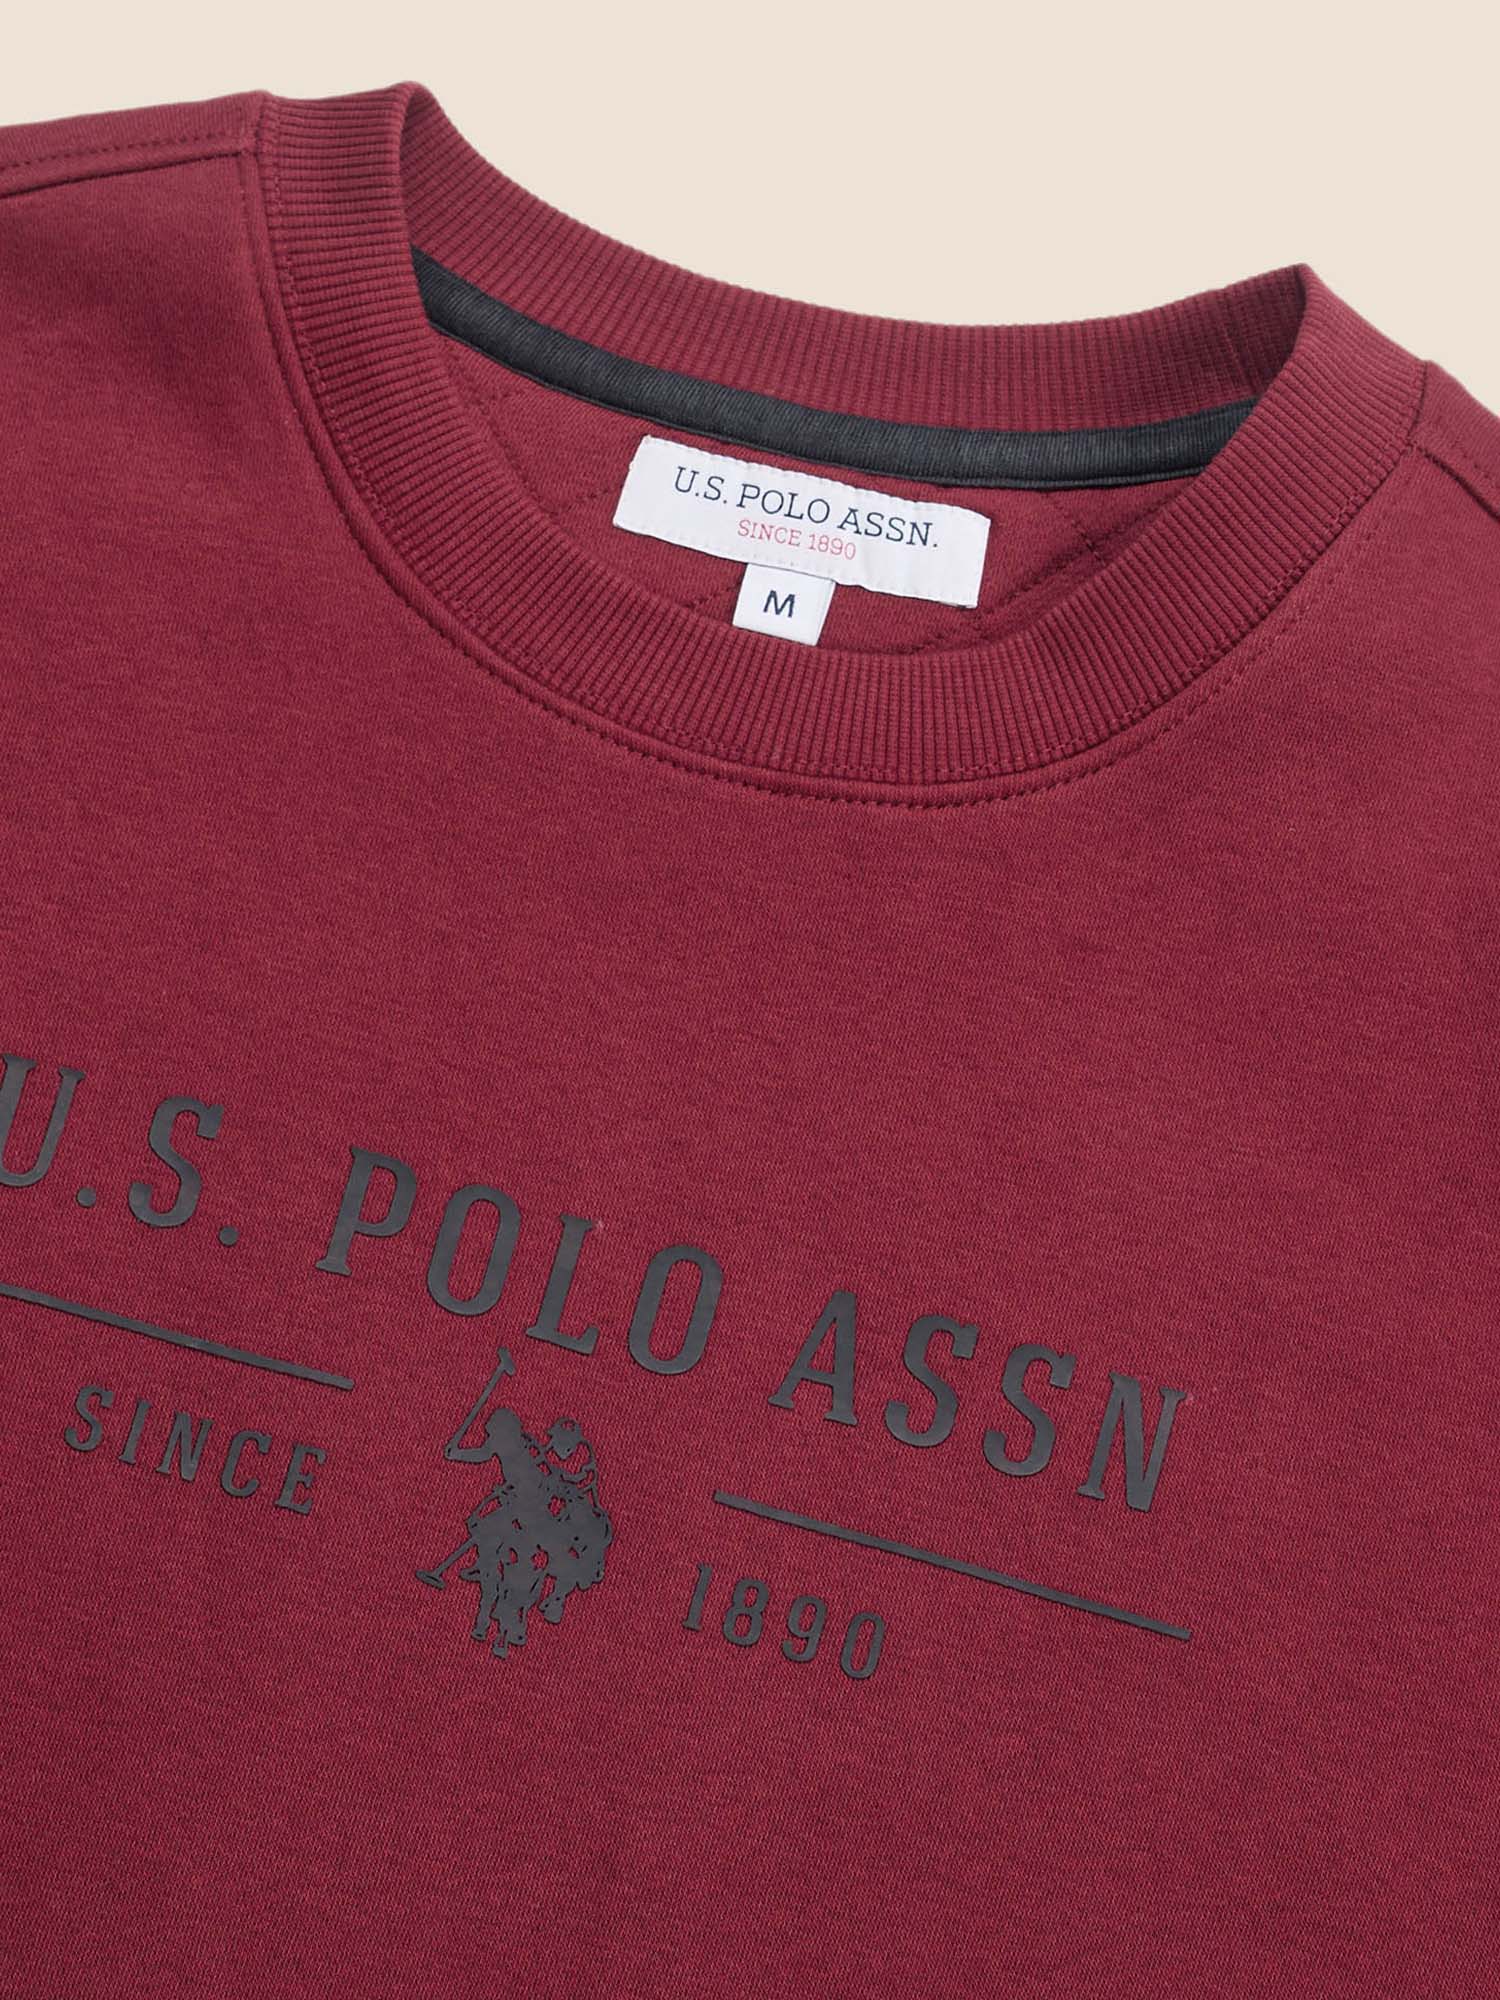 U.S. POLO ASSN.
SINCE 1890
M
U.S. POLO ASSN
SINCE 1890